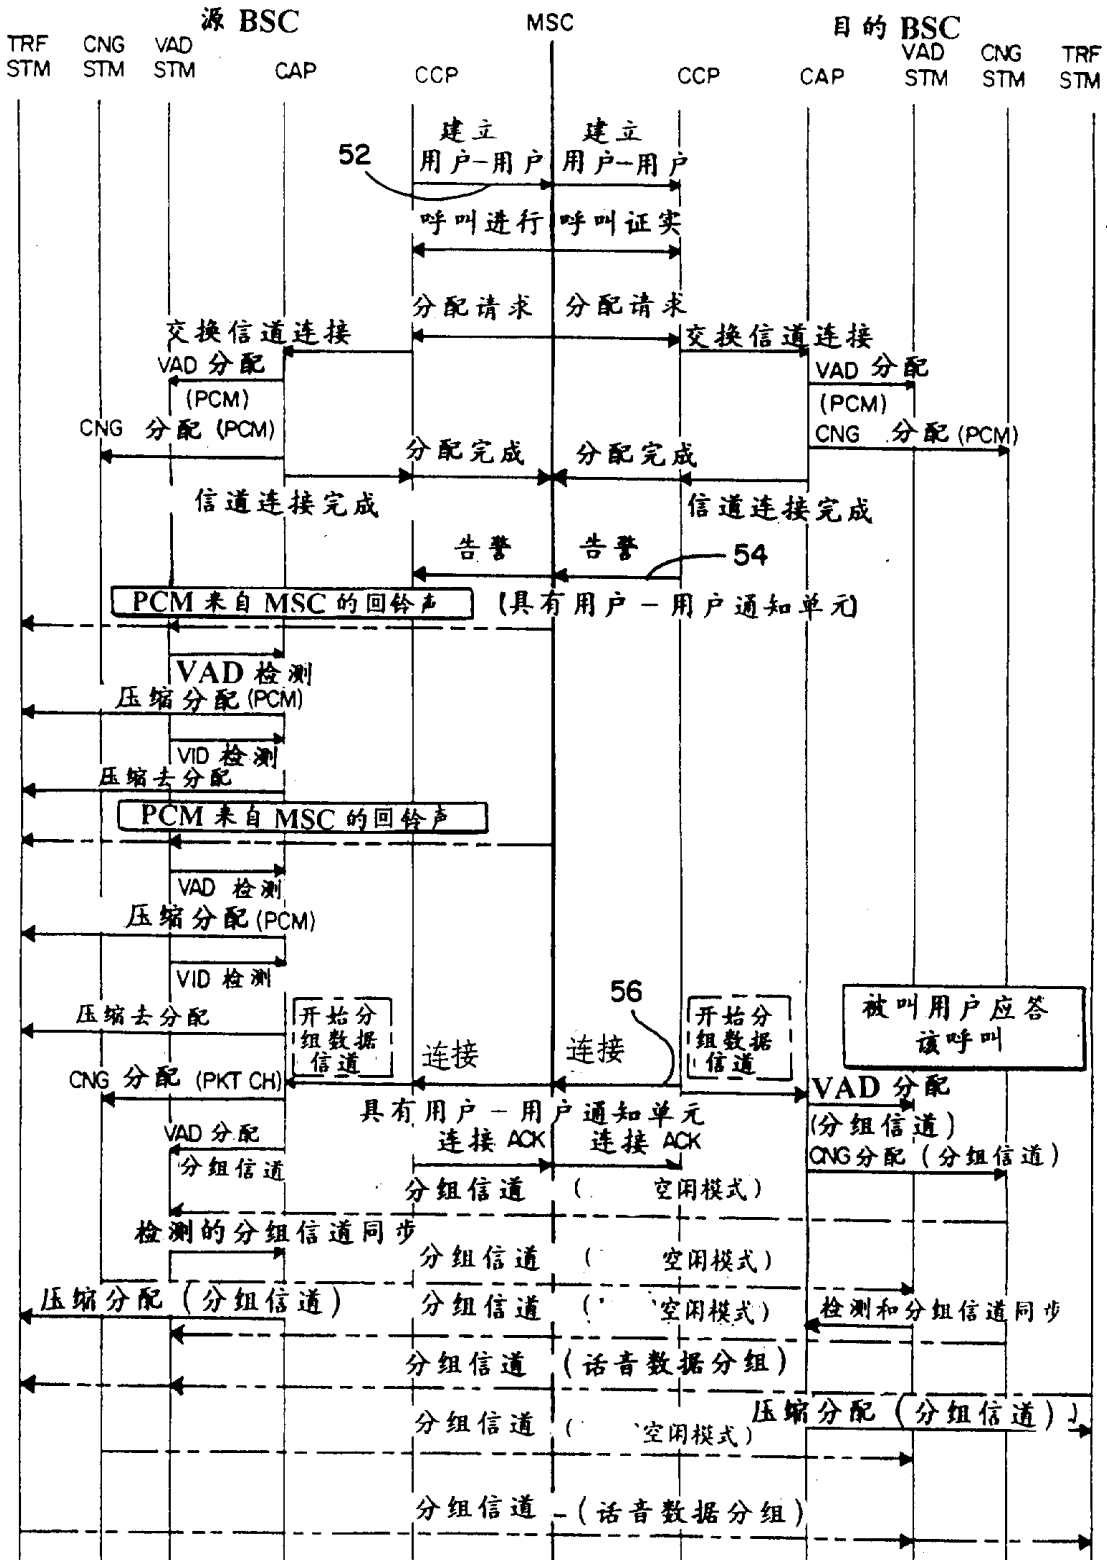 源 BSC
MSC
目的 BSC
TRF STM
CNG STM
VAD STM
CAP
CCP
CCP
CAP
VAD STM
CNG STM
TRF STM
建立
用户-用户
建立
用户-用户
52
呼叫进行
呼叫证实
分配请求
分配请求
交换信道连接
交换信道连接
VAD 分配
(PCM)
VAD 分配
(PCM)
CNG 分配 (PCM)
CNG 分配 (PCM)
分配完成
分配完成
信道连接完成
信道连接完成
告警
告警
54
PCM 来自 MSC 的回铃声
(具有用户-用户通知单元)
VAD 检测
压缩分配 (PCM)
VID 检测
压缩去分配
PCM 来自 MSC 的回铃声
VAD 检测
压缩分配 (PCM)
VID 检测
压缩去分配
开始分
组数据
信道
56
连接
连接
开始分
组数据
信道
被叫用户应答
该呼叫
CNG 分配 (PKT CH)
VAD 分配
(分组信道)
具有用户-用户通知单元
VAD 分配
分组信道
连接 ACK
连接 ACK
CNG 分配 (分组信道)
分组信道 ( 空闲模式)
检测的分组信道同步
分组信道 ( 空闲模式)
压缩分配 (分组信道)
分组信道 ( 空闲模式)
检测和分组信道同步
分组信道 (话音数据分组)
压缩分配 (分组信道)
分组信道 ( 空闲模式)
分组信道 - (话音数据分组)